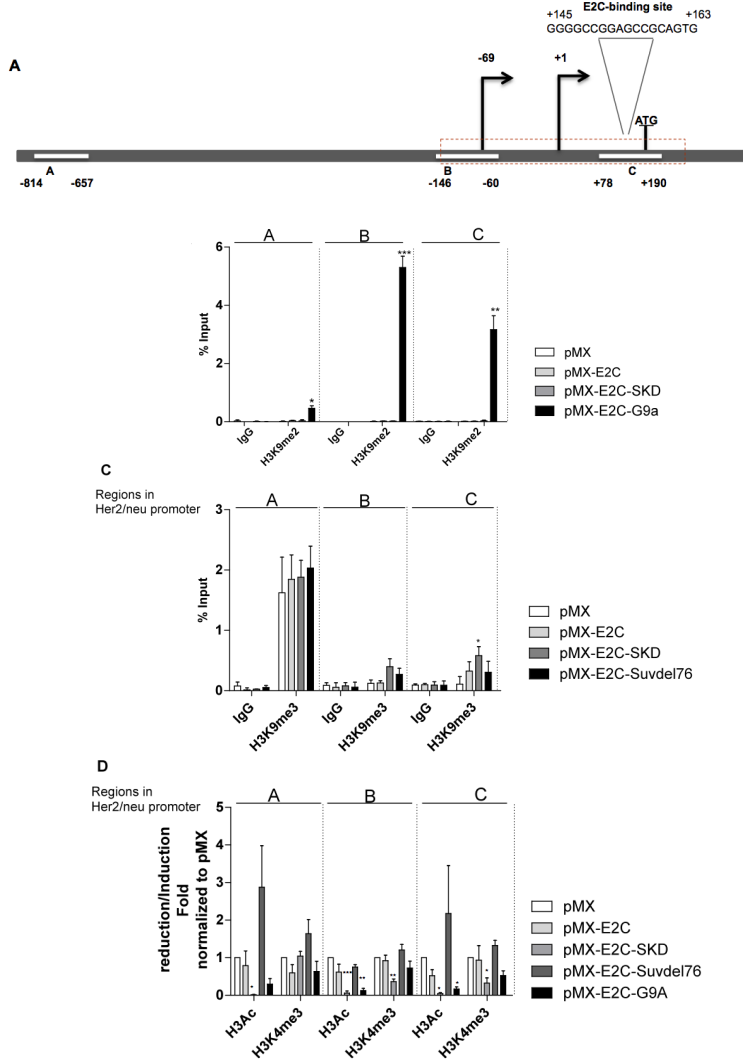 E2C-binding site
+145 +163
GGGGCCGGAGCCGCAGTG
A
-69 +1
ATG
A B C
-814 -657 -146 -60 +78 +190
A B C
6
4
2
0
% Input
* *** **
IgG H3K9me2 IgG H3K9me2 IgG H3K9me2
pMX
pMX-E2C
pMX-E2C-SKD
pMX-E2C-G9a
C
Regions in
Her2/neu promoter
A B C
3
2
1
0
% Input
*
IgG H3K9me3 IgG H3K9me3 IgG H3K9me3
pMX
pMX-E2C
pMX-E2C-SKD
pMX-E2C-Suvdel76
D
Regions in
Her2/neu promoter
A B C
5
4
3
2
1
0
reduction/Induction
Fold
normalized to pMX
* *** ** ** * * *
H3Ac H3K4me3 H3Ac H3K4me3 H3Ac H3K4me3
pMX
pMX-E2C
pMX-E2C-SKD
pMX-E2C-Suvdel76
pMX-E2C-G9A